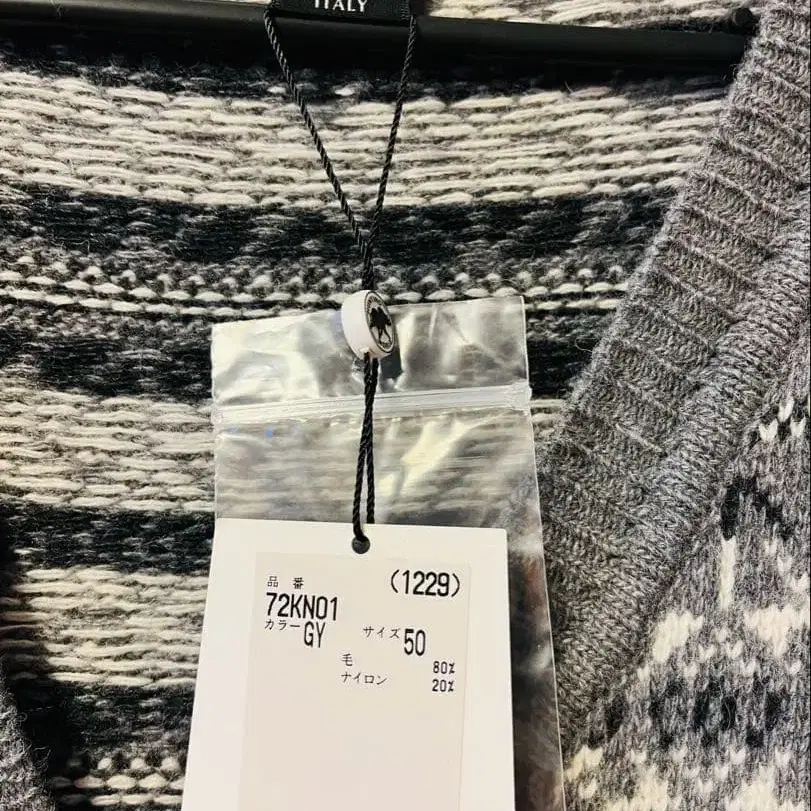 ITALY
品番 (1229)
72KN01
カラー GY サイズ 50
毛 80%
ナイロン 20%